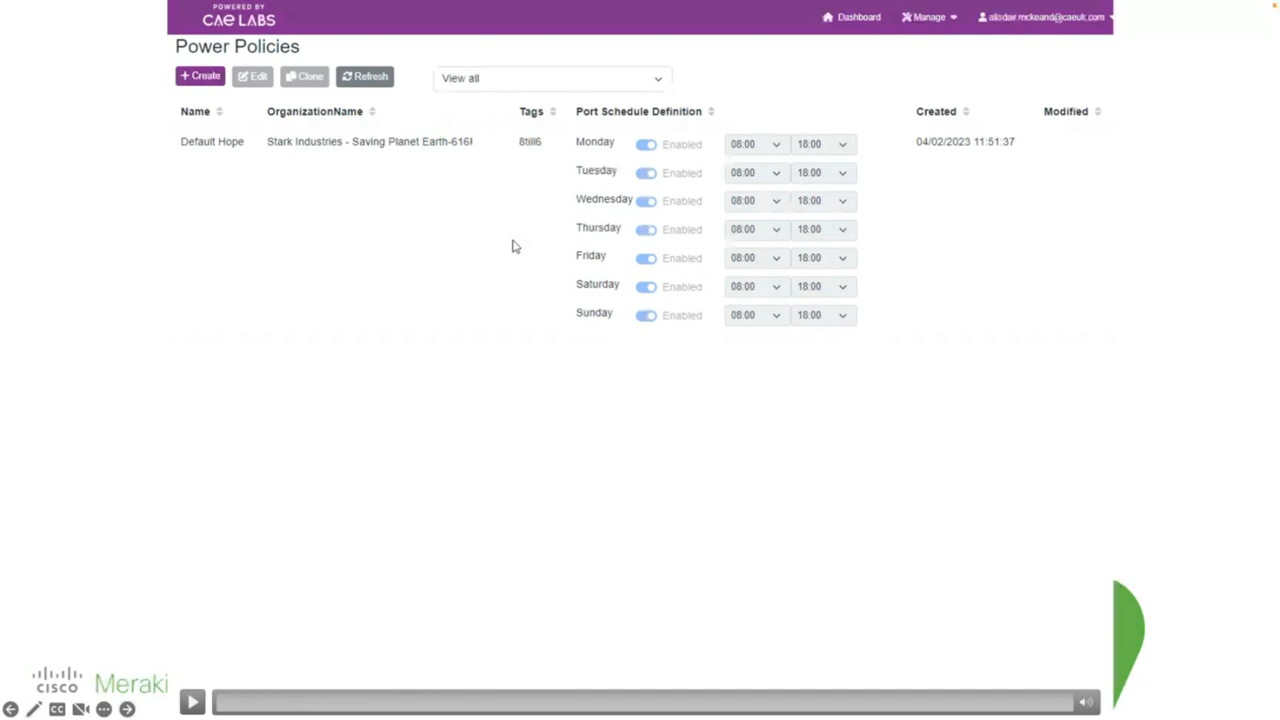 POWERED BY
CAE LABS
Dashboard Manage alisdair.mckeand@caeuk.com
Power Policies
+ Create Edit Clone Refresh View all
Name OrganizationName Tags Port Schedule Definition Created Modified
Default Hope Stark Industries - Saving Planet Earth-616! 8till6 Monday Enabled 08:00 18:00 04/02/2023 11:51:37
Tuesday Enabled 08:00 18:00
Wednesday Enabled 08:00 18:00
Thursday Enabled 08:00 18:00
Friday Enabled 08:00 18:00
Saturday Enabled 08:00 18:00
Sunday Enabled 08:00 18:00
CISCO Meraki
CC